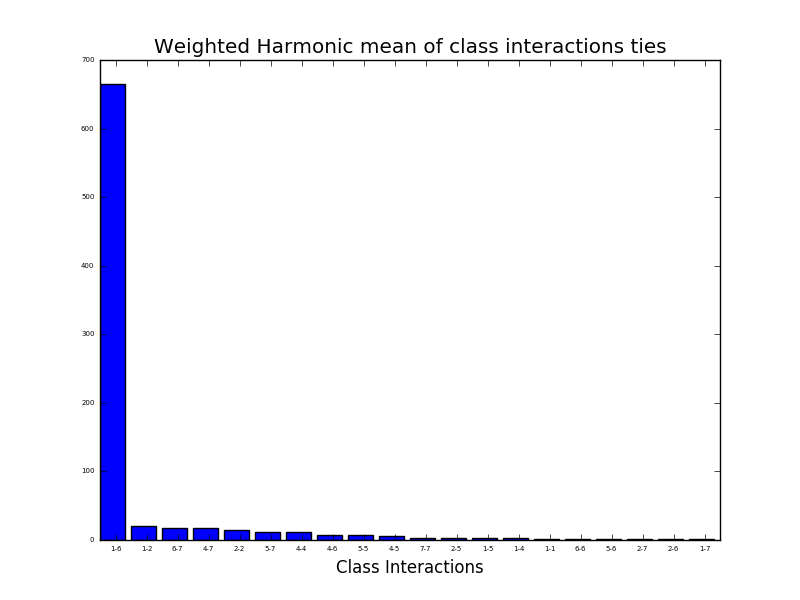 Weighted Harmonic mean of class interactions ties
700
600
500
400
300
200
100
0
1-6 1-2 6-7 4-7 2-2 5-7 4-4 4-6 5-5 4-5 7-7 2-5 1-5 1-4 1-1 6-6 5-6 2-7 2-6 1-7
Class Interactions